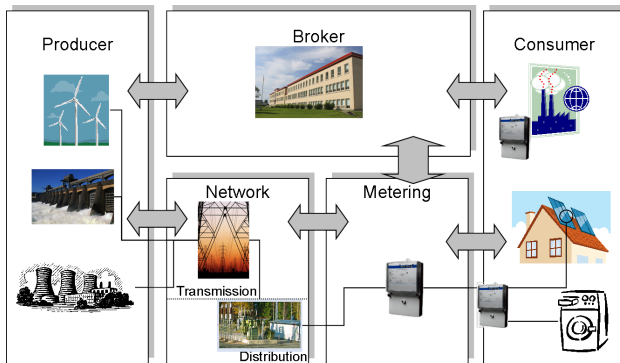 Producer
Broker
Consumer
Network
Metering
Transmission
Distribution